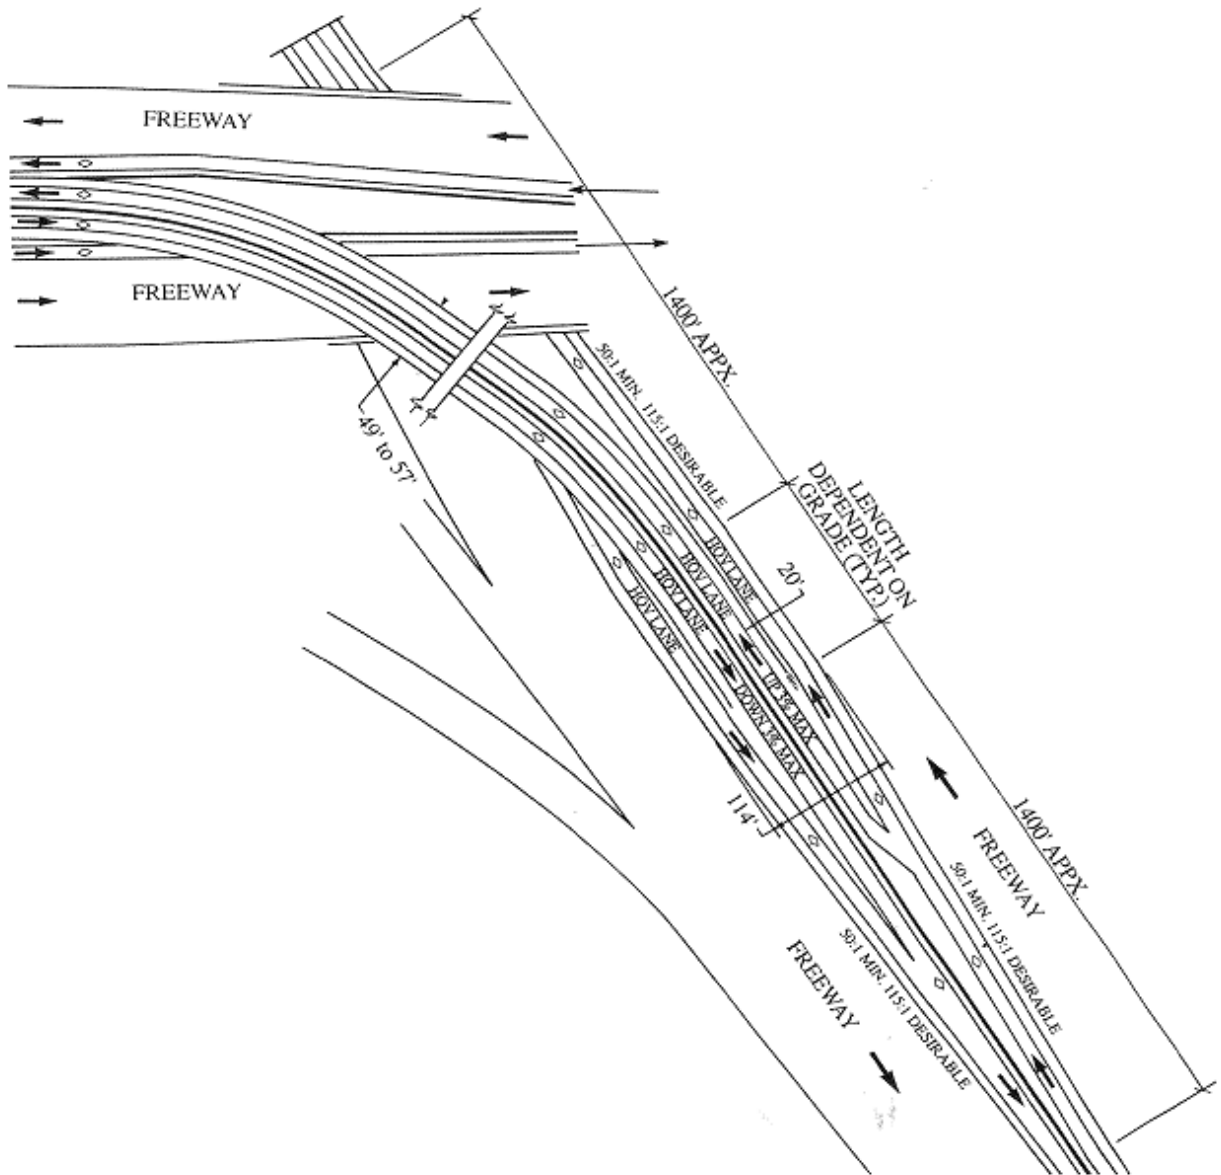 FREEWAY
FREEWAY
1400' APPX.
50:1 MIN. 115:1 DESIRABLE
49' to 57'
LENGTH
DEPENDENT ON
GRADE (TYP.)
HOV LANE
HOV LANE
HOV LANE
HOV LANE
20'
UP 3% MAX
DOWN 3% MAX
114'
1400' APPX.
FREEWAY
50:1 MIN. 115:1 DESIRABLE
50:1 MIN. 115:1 DESIRABLE
FREEWAY